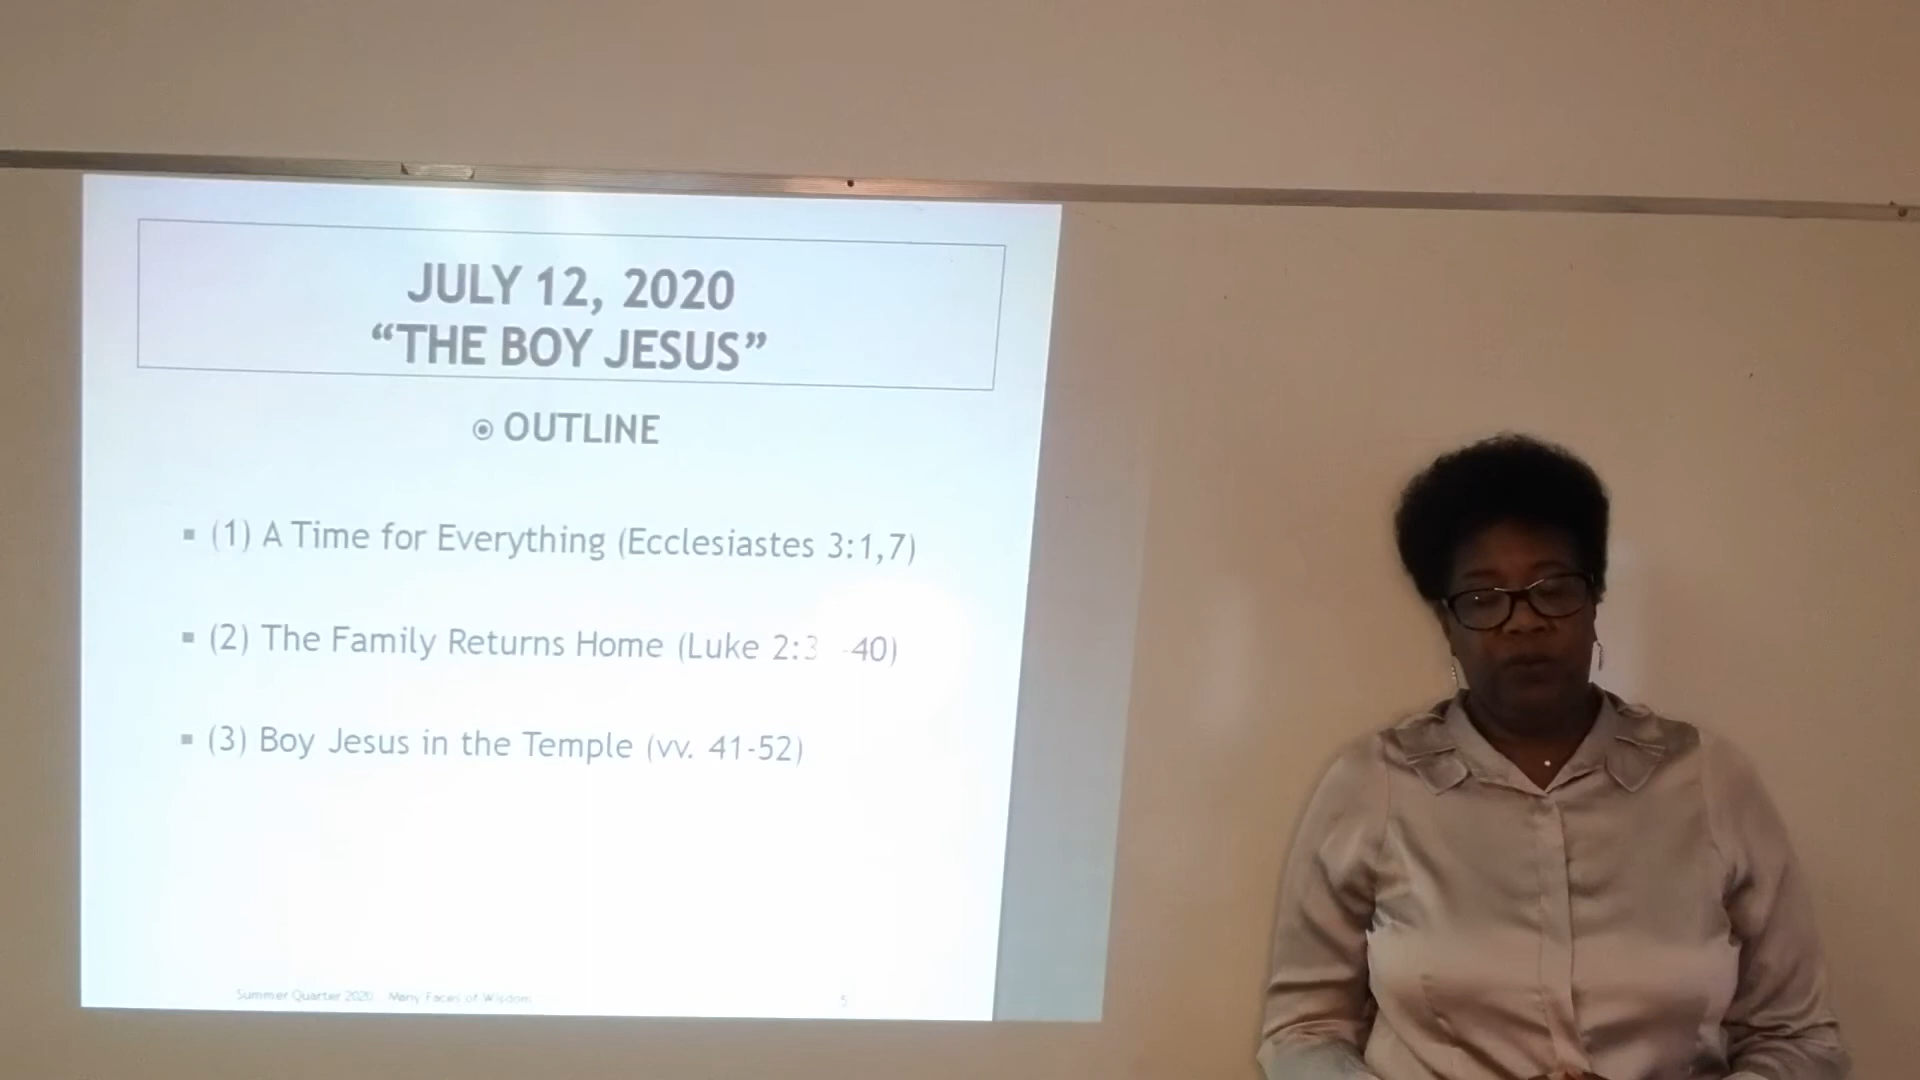 JULY 12, 2020
“THE BOY JESUS”
OUTLINE
(1) A Time for Everything (Ecclesiastes 3:1,7)
(2) The Family Returns Home (Luke 2:3 -40)
(3) Boy Jesus in the Temple (vv. 41-52)
Summer Quarter 2020 Many Faces of Wisdom
5